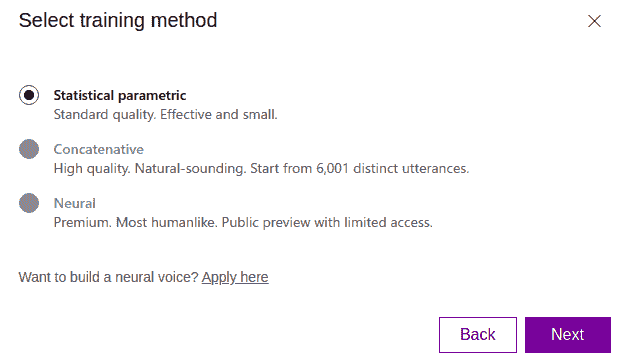 Select training method
Statistical parametric
Standard quality. Effective and small.
Concatenative
High quality. Natural-sounding. Start from 6,001 distinct utterances.
Neural
Premium. Most humanlike. Public preview with limited access.
Want to build a neural voice? Apply here
Back Next